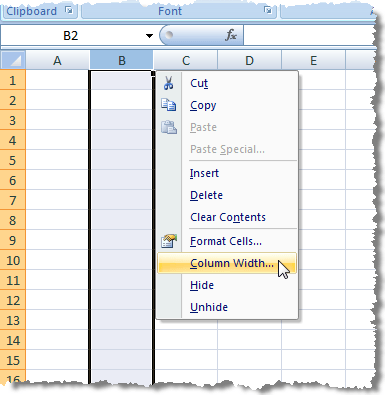 Clipboard Font
B2 fx
A B C D E
1
2
3
4
5
6
7
8
9
10
11
12
13
14
15
16
Cut
Copy
Paste
Paste Special...
Insert
Delete
Clear Contents
Format Cells...
Column Width...
Hide
Unhide